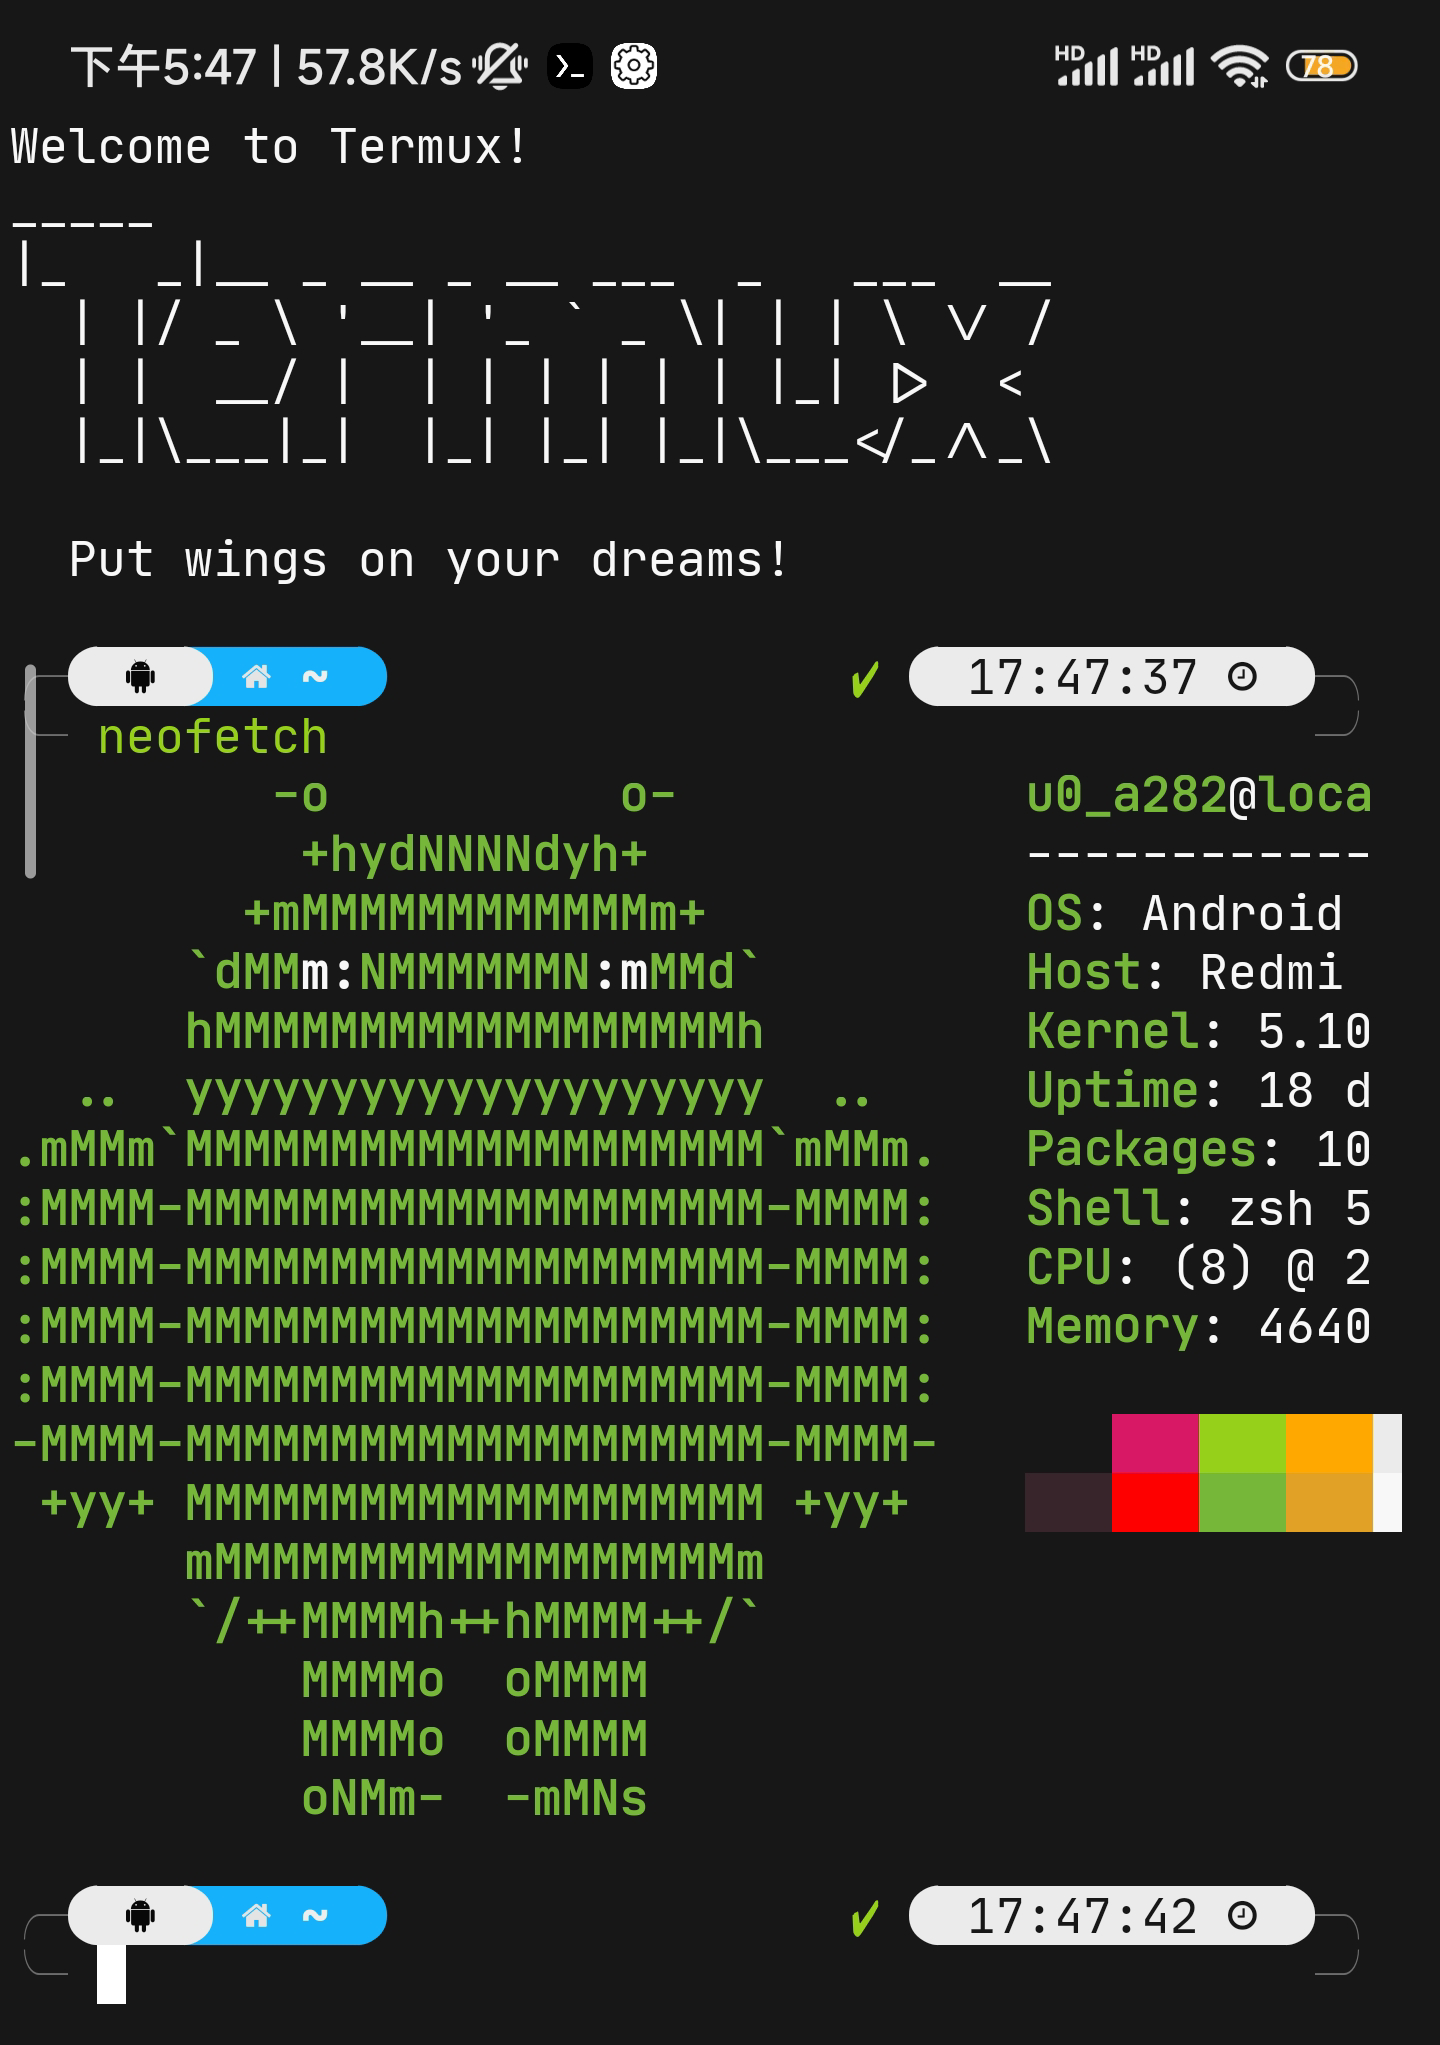 下午5:47 | 57.8K/s HD HD 78
Welcome to Termux!
_____
|_   _|__ _ __ _ __ ___  _   ___  __
  | |/ _ \ '__| '_ ` _ \| | | \ \/ /
  | |  __/ |  | | | | | | |_| |>  <
  |_|\___|_|  |_| |_| |_|\___</_/\_\
  Put wings on your dreams!
~ ✓ 17:47:37
neofetch
         -o          o-            u0_a282@loca
          +hydNNNNdyh+             ------------
        +mMMMMMMMMMMMMm+           OS: Android
      `dMMm:NMMMMMMN:mMMd`         Host: Redmi
      hMMMMMMMMMMMMMMMMMMh         Kernel: 5.10
  ..  yyyyyyyyyyyyyyyyyyyy  ..     Uptime: 18 d
.mMMm`MMMMMMMMMMMMMMMMMMMM`mMMm.   Packages: 10
:MMMM-MMMMMMMMMMMMMMMMMMMM-MMMM:   Shell: zsh 5
:MMMM-MMMMMMMMMMMMMMMMMMMM-MMMM:   CPU: (8) @ 2
:MMMM-MMMMMMMMMMMMMMMMMMMM-MMMM:   Memory: 4640
:MMMM-MMMMMMMMMMMMMMMMMMMM-MMMM:
-MMMM-MMMMMMMMMMMMMMMMMMMM-MMMM-
 +yy+ MMMMMMMMMMMMMMMMMMMM +yy+
      mMMMMMMMMMMMMMMMMMMm
      `/++MMMMh++hMMMM++/`
          MMMMo  oMMMM
          MMMMo  oMMMM
          oNMm-  -mMNs
~ ✓ 17:47:42